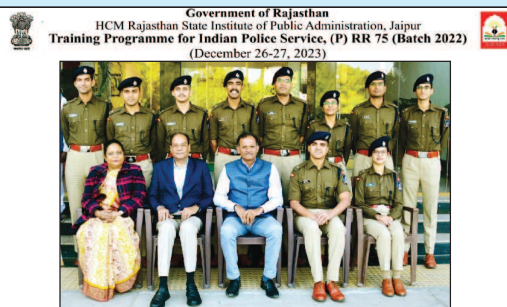 Government of Rajasthan
HCM Rajasthan State Institute of Public Administration, Jaipur
Training Programme for Indian Police Service, (P) RR 75 (Batch 2022)
(December 26-27, 2023)